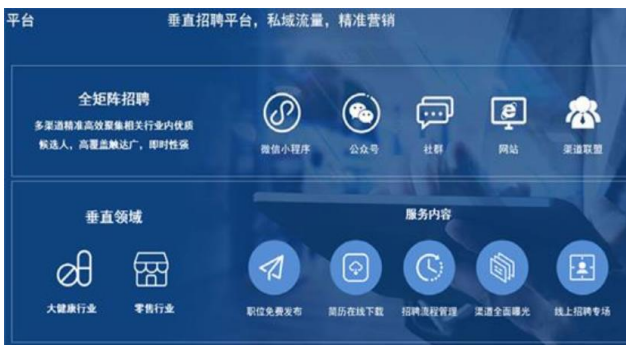 平台
垂直招聘平台，私域流量，精准营销
全矩阵招聘
多渠道精准高效聚集相关行业内优质
候选人，高覆盖触达广，即时性强
微信小程序
公众号
社群
网站
渠道联盟
垂直领域
大健康行业
零售行业
服务内容
职位免费发布
简历在线下载
招聘流程管理
渠道全面曝光
线上招聘专场